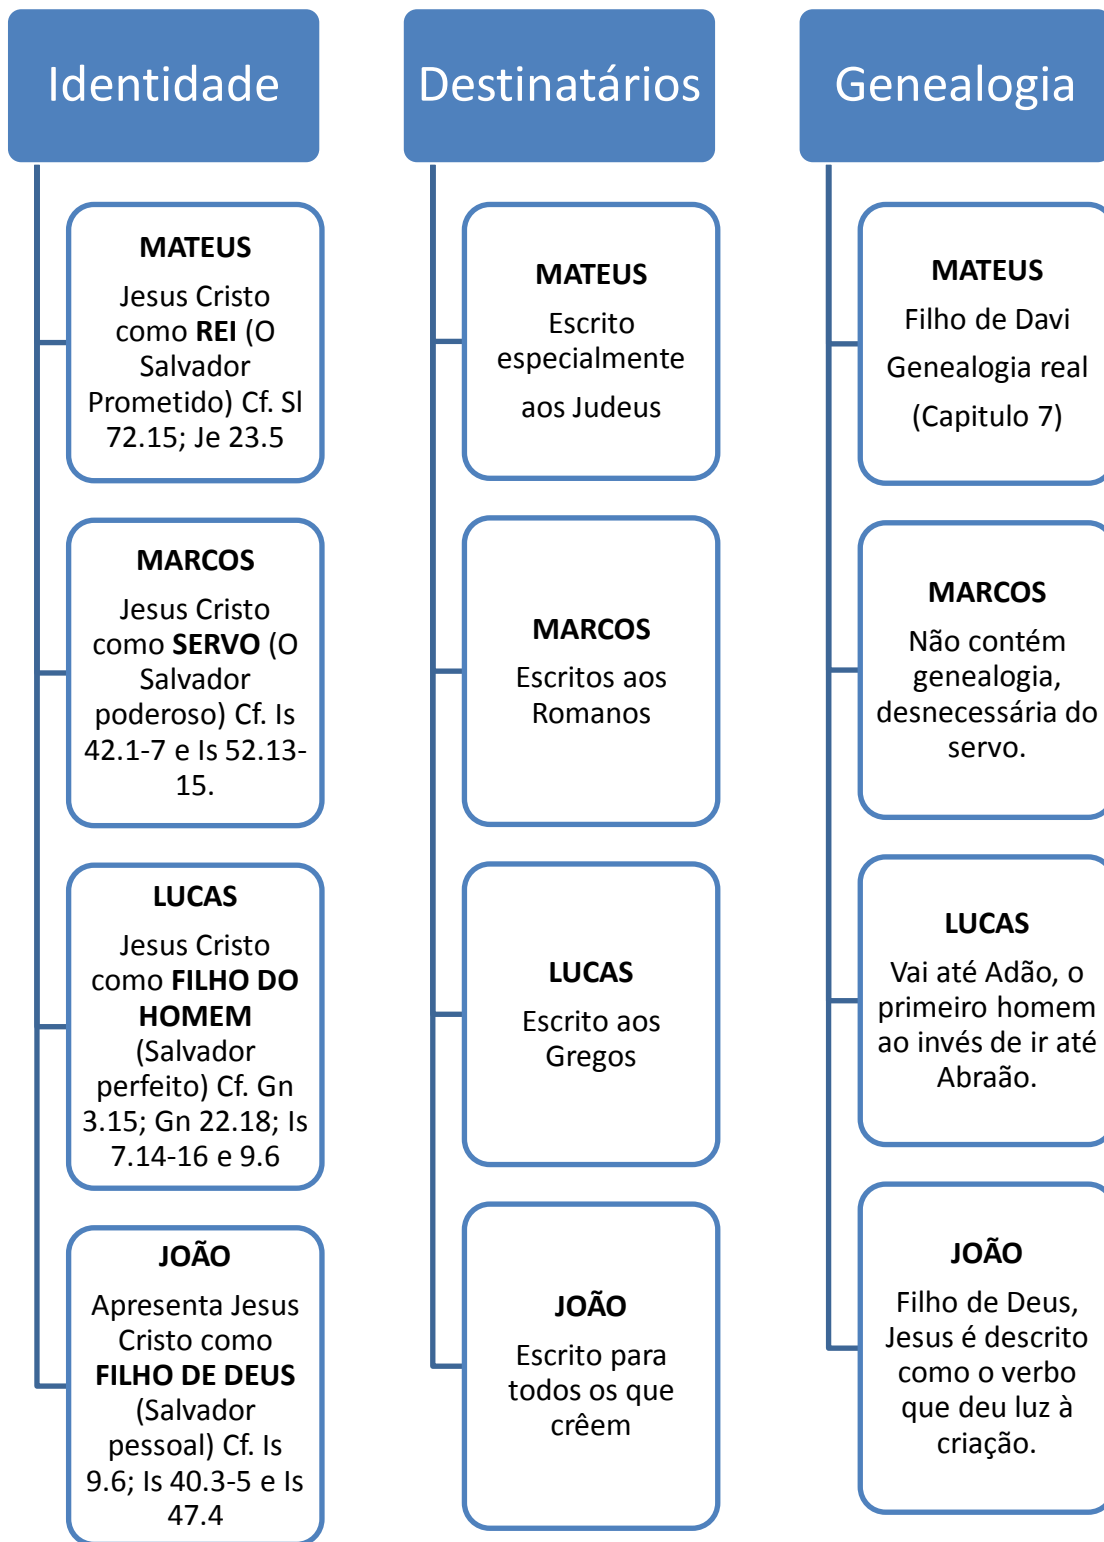 Identidade
MATEUS
Jesus Cristo
como REI (O
Salvador
Prometido) Cf. Sl
72.15; Je 23.5
MARCOS
Jesus Cristo
como SERVO (O
Salvador
poderoso) Cf. Is
42.1-7 e Is 52.13-
15.
LUCAS
Jesus Cristo
como FILHO DO
HOMEM
(Salvador
perfeito) Cf. Gn
3.15; Gn 22.18; Is
7.14-16 e 9.6
JOÃO
Apresenta Jesus
Cristo como
FILHO DE DEUS
(Salvador
pessoal) Cf. Is
9.6; Is 40.3-5 e Is
47.4
Destinatários
MATEUS
Escrito
especialmente
aos Judeus
MARCOS
Escritos aos
Romanos
LUCAS
Escrito aos
Gregos
JOÃO
Escrito para
todos os que
crêem
Genealogia
MATEUS
Filho de Davi
Genealogia real
(Capitulo 7)
MARCOS
Não contém
genealogia,
desnecessária do
servo.
LUCAS
Vai até Adão, o
primeiro homem
ao invés de ir até
Abraão.
JOÃO
Filho de Deus,
Jesus é descrito
como o verbo
que deu luz à
criação.